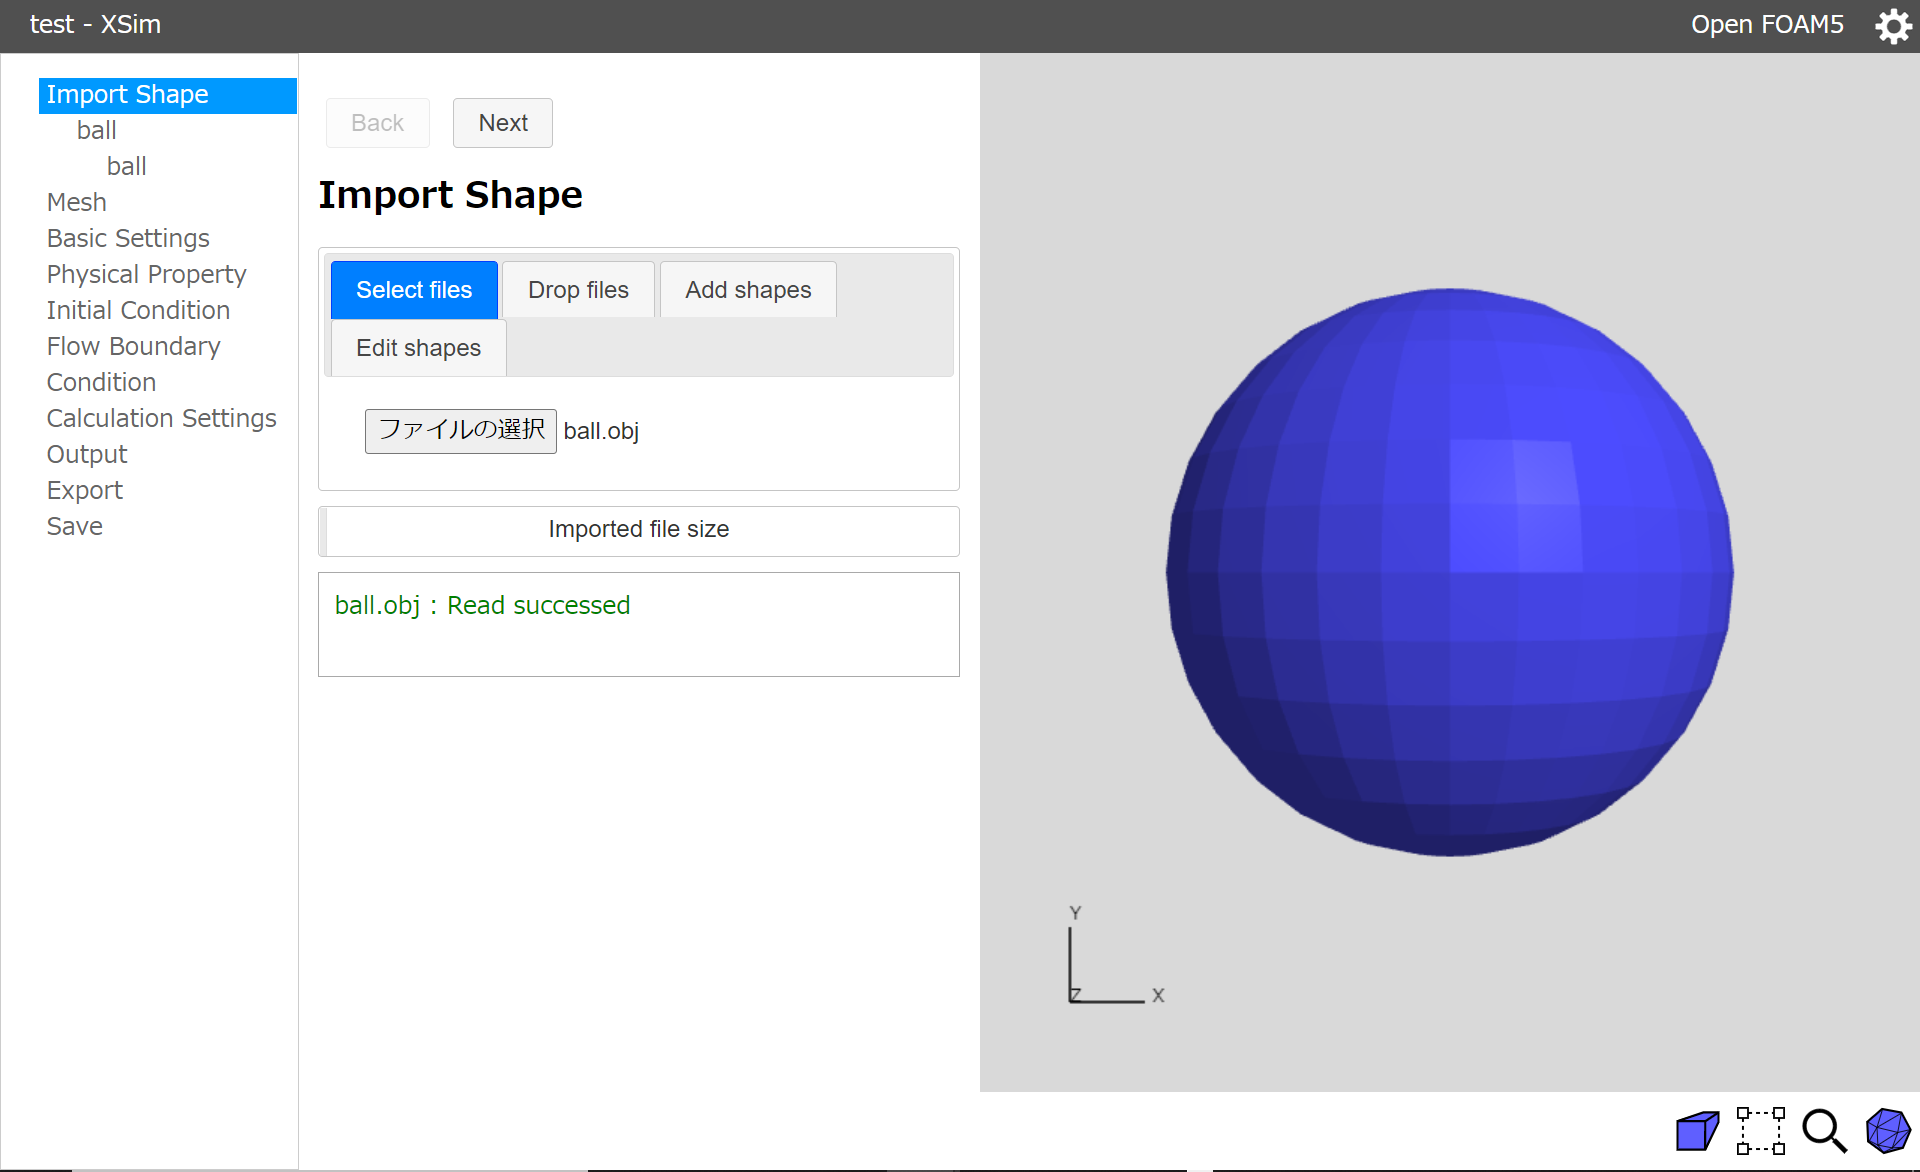 test - XSim
Open FOAM5
Import Shape
ball
ball
Mesh
Basic Settings
Physical Property
Initial Condition
Flow Boundary
Condition
Calculation Settings
Output
Export
Save
Back
Next
Import Shape
Select files
Drop files
Add shapes
Edit shapes
ファイルの選択 ball.obj
Imported file size
ball.obj : Read successed
Y
Z
X